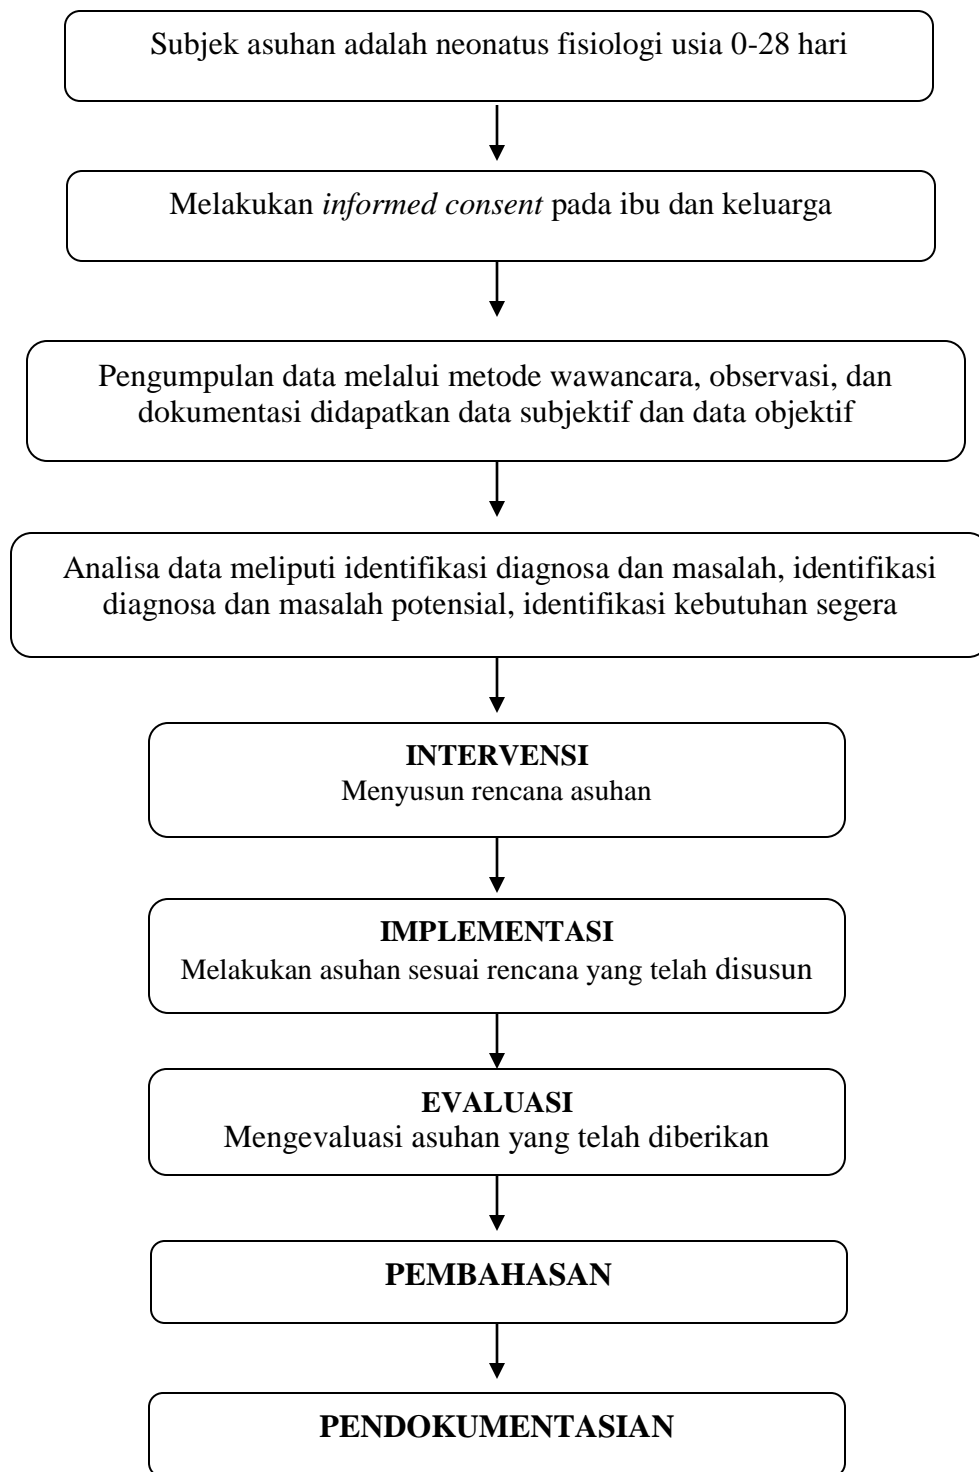 Subjek asuhan adalah neonatus fisiologi usia 0-28 hari
Melakukan informed consent pada ibu dan keluarga
Pengumpulan data melalui metode wawancara, observasi, dan
dokumentasi didapatkan data subjektif dan data objektif
Analisa data meliputi identifikasi diagnosa dan masalah, identifikasi
diagnosa dan masalah potensial, identifikasi kebutuhan segera
INTERVENSI
Menyusun rencana asuhan
IMPLEMENTASI
Melakukan asuhan sesuai rencana yang telah disusun
EVALUASI
Mengevaluasi asuhan yang telah diberikan
PEMBAHASAN
PENDOKUMENTASIAN